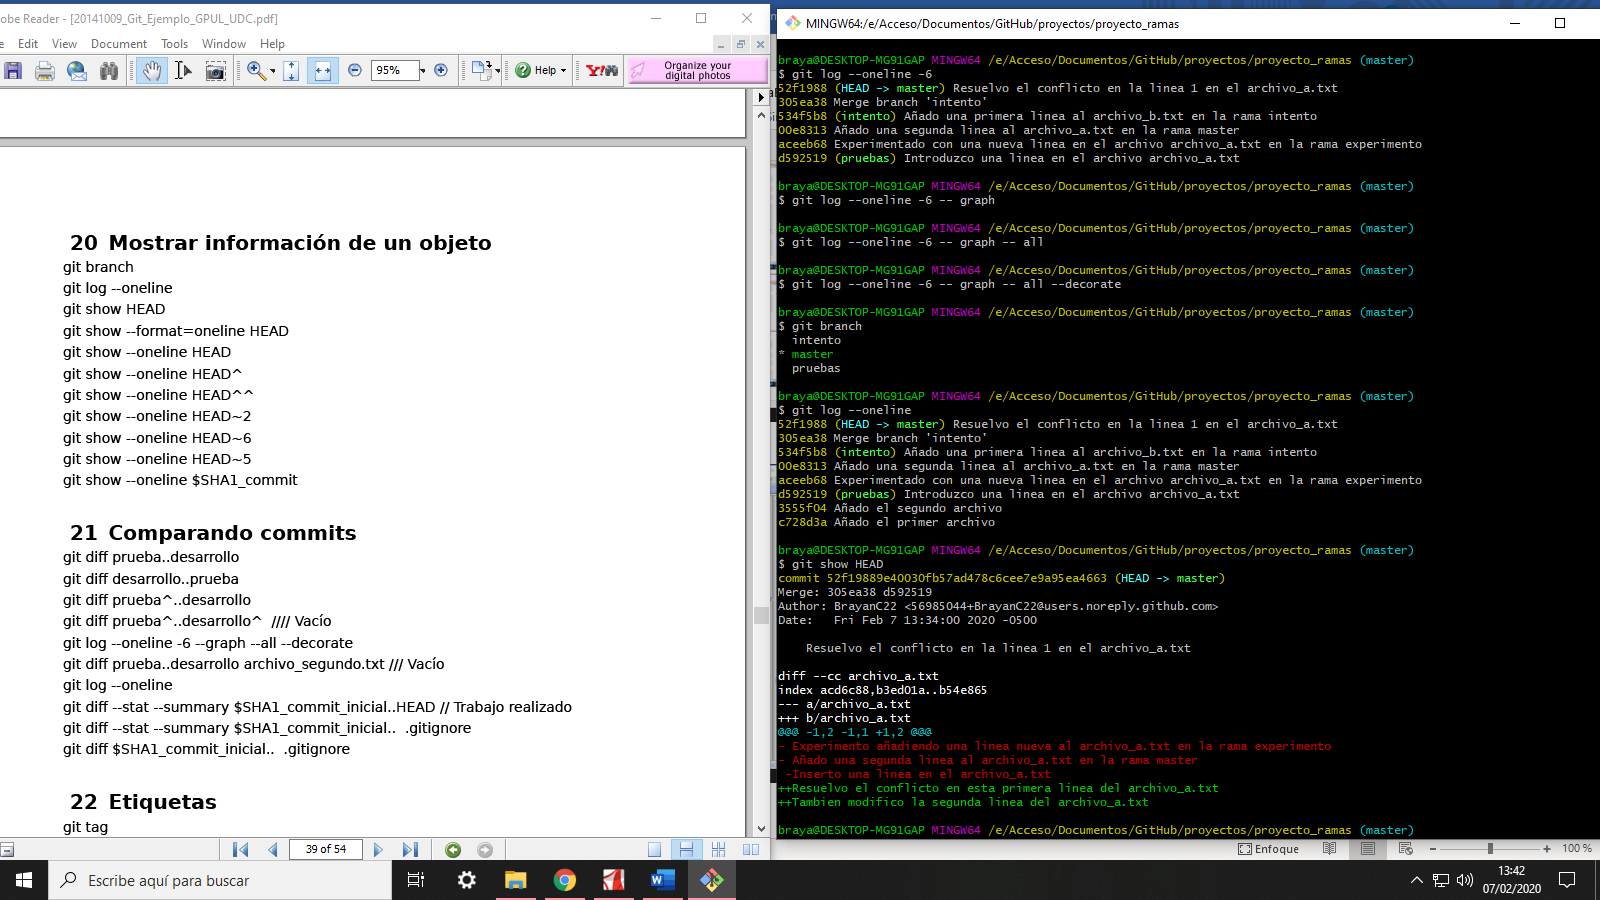 obe Reader - [20141009_Git_Ejemplo_GPUL_UDC.pdf]
e Edit View Document Tools Window Help
95%
Help
Y!
Organize your
digital photos
20 Mostrar información de un objeto
git branch
git log --oneline
git show HEAD
git show --format=oneline HEAD
git show --oneline HEAD
git show --oneline HEAD^
git show --oneline HEAD^^
git show --oneline HEAD~2
git show --oneline HEAD~6
git show --oneline HEAD~5
git show --oneline $SHA1_commit
21 Comparando commits
git diff prueba..desarrollo
git diff desarrollo..prueba
git diff prueba^..desarrollo
git diff prueba^..desarrollo^ //// Vacío
git log --oneline -6 --graph --all --decorate
git diff prueba..desarrollo archivo_segundo.txt /// Vacío
git log --oneline
git diff --stat --summary $SHA1_commit_inicial..HEAD // Trabajo realizado
git diff --stat --summary $SHA1_commit_inicial.. .gitignore
git diff $SHA1_commit_inicial.. .gitignore
22 Etiquetas
git tag
39 of 54
MINGW64:/e/Acceso/Documentos/GitHub/proyectos/proyecto_ramas
braya@DESKTOP-MG91GAP MINGW64 /e/Acceso/Documentos/GitHub/proyectos/proyecto_ramas (master)
$ git log --oneline -6
52f1988 (HEAD -> master) Resuelvo el conflicto en la linea 1 en el archivo_a.txt
305ea38 Merge branch 'intento'
534f5b8 (intento) Añado una primera linea al archivo_b.txt en la rama intento
00e8313 Añado una segunda linea al archivo_a.txt en la rama master
aceeb68 Experimentado con una nueva linea en el archivo archivo_a.txt en la rama experimento
d592519 (pruebas) Introduzco una linea en el archivo archivo_a.txt
braya@DESKTOP-MG91GAP MINGW64 /e/Acceso/Documentos/GitHub/proyectos/proyecto_ramas (master)
$ git log --oneline -6 -- graph
braya@DESKTOP-MG91GAP MINGW64 /e/Acceso/Documentos/GitHub/proyectos/proyecto_ramas (master)
$ git log --oneline -6 -- graph -- all
braya@DESKTOP-MG91GAP MINGW64 /e/Acceso/Documentos/GitHub/proyectos/proyecto_ramas (master)
$ git log --oneline -6 -- graph -- all --decorate
braya@DESKTOP-MG91GAP MINGW64 /e/Acceso/Documentos/GitHub/proyectos/proyecto_ramas (master)
$ git branch
intento
* master
pruebas
braya@DESKTOP-MG91GAP MINGW64 /e/Acceso/Documentos/GitHub/proyectos/proyecto_ramas (master)
$ git log --oneline
52f1988 (HEAD -> master) Resuelvo el conflicto en la linea 1 en el archivo_a.txt
305ea38 Merge branch 'intento'
534f5b8 (intento) Añado una primera linea al archivo_b.txt en la rama intento
00e8313 Añado una segunda linea al archivo_a.txt en la rama master
aceeb68 Experimentado con una nueva linea en el archivo archivo_a.txt en la rama experimento
d592519 (pruebas) Introduzco una linea en el archivo archivo_a.txt
3555f04 Añado el segundo archivo
c728d3a Añado el primer archivo
braya@DESKTOP-MG91GAP MINGW64 /e/Acceso/Documentos/GitHub/proyectos/proyecto_ramas (master)
$ git show HEAD
commit 52f19889e40030fb57ad478c6cee7e9a95ea4663 (HEAD -> master)
Merge: 305ea38 d592519
Author: BrayanC22 <56985044+BrayanC22@users.noreply.github.com>
Date: Fri Feb 7 13:34:00 2020 -0500
Resuelvo el conflicto en la linea 1 en el archivo_a.txt
diff --cc archivo_a.txt
index acd6c88,b3ed01a..b54e865
--- a/archivo_a.txt
+++ b/archivo_a.txt
@@@ -1,2 -1,1 +1,2 @@@
- Experimento añadiendo una linea nueva al archivo_a.txt en la rama experimento
- Añado una segunda linea al archivo_a.txt en la rama master
-Inserto una linea en el archivo_a.txt
++Resuelvo el conflicto en esta primera linea del archivo_a.txt
++Tambien modifico la segunda linea del archivo_a.txt
braya@DESKTOP-MG91GAP MINGW64 /e/Acceso/Documentos/GitHub/proyectos/proyecto_ramas (master)
Enfoque
100 %
Escribe aquí para buscar
13:42
07/02/2020